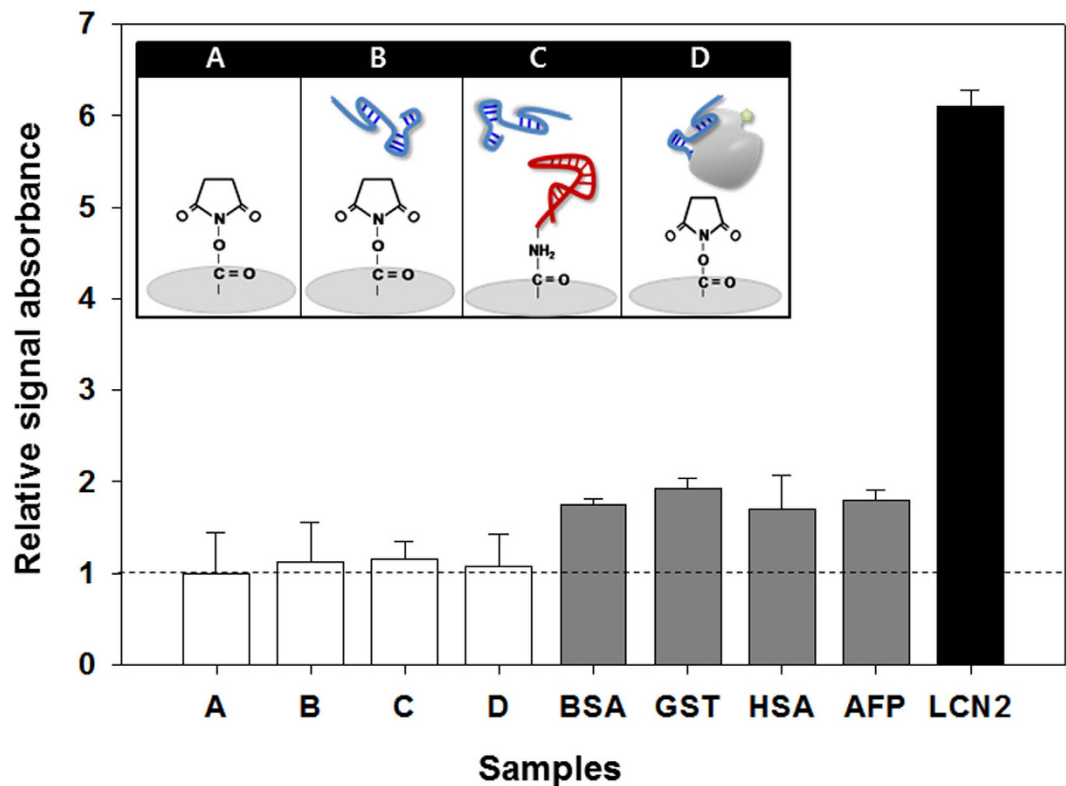 Relative signal absorbance
7
6
5
4
3
2
1
0
A B C D
O N O
O
C = O
O N O
O
C = O
NH2
C = O
O N O
O
C = O
A B C D BSA GST HSA AFP LCN2
Samples